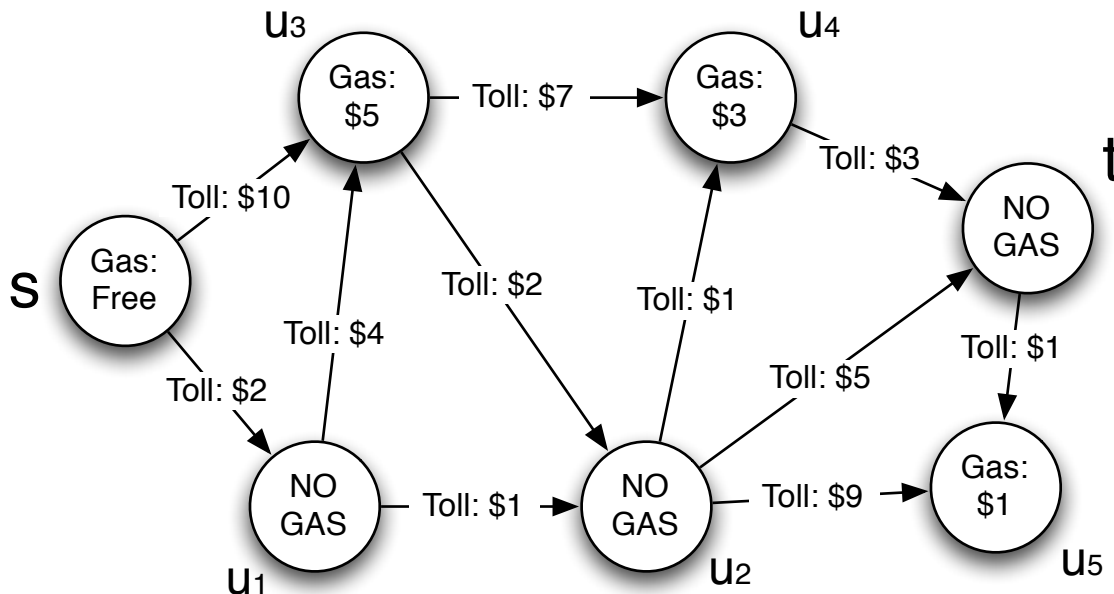 u3
u4
Gas:
$5
Toll: $7
Gas:
$3
Toll: $3
t
Toll: $10
NO
GAS
s
Gas:
Free
Toll: $2
Toll: $1
Toll: $4
Toll: $1
Toll: $2
Toll: $5
NO
GAS
Toll: $1
NO
GAS
Toll: $9
Gas:
$1
u1
u2
u5